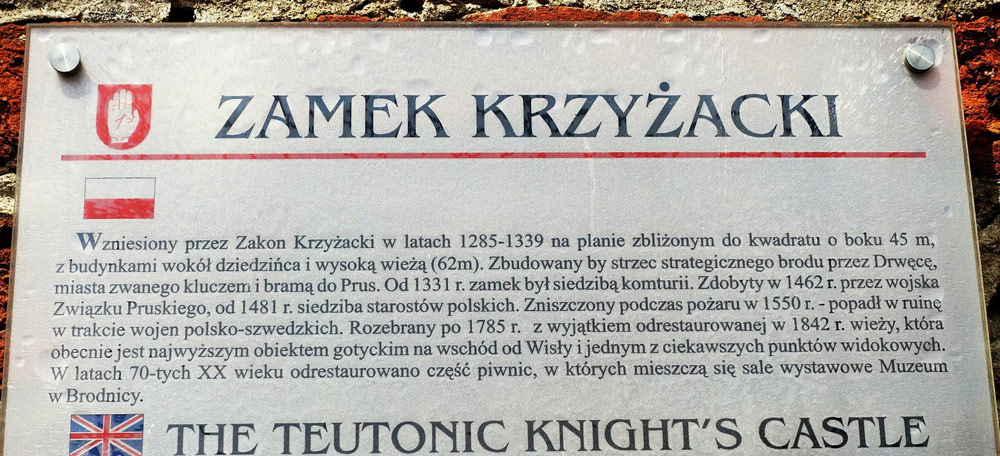 ZAMEK KRZYŻACKI
Wzniesiony przez Zakon Krzyżacki w latach 1285-1339 na planie zbliżonym do kwadratu o boku 45 m,
z budynkami wokół dziedzińca i wysoką wieżą (62m). Zbudowany by strzec strategicznego brodu przez Drwęcę,
miasta zwanego kluczem i bramą do Prus. Od 1331 r. zamek był siedzibą komturii. Zdobyty w 1462 r. przez wojska
Związku Pruskiego, od 1481 r. siedziba starostów polskich. Zniszczony podczas pożaru w 1550 r. - popadł w ruinę
w trakcie wojen polsko-szwedzkich. Rozebrany po 1785 r. z wyjątkiem odrestaurowanej w 1842 r. wieży, która
obecnie jest najwyższym obiektem gotyckim na wschód od Wisły i jednym z ciekawszych punktów widokowych.
W latach 70-tych XX wieku odrestaurowano część piwnic, w których mieszczą się sale wystawowe Muzeum
w Brodnicy.
THE TEUTONIC KNIGHT'S CASTLE